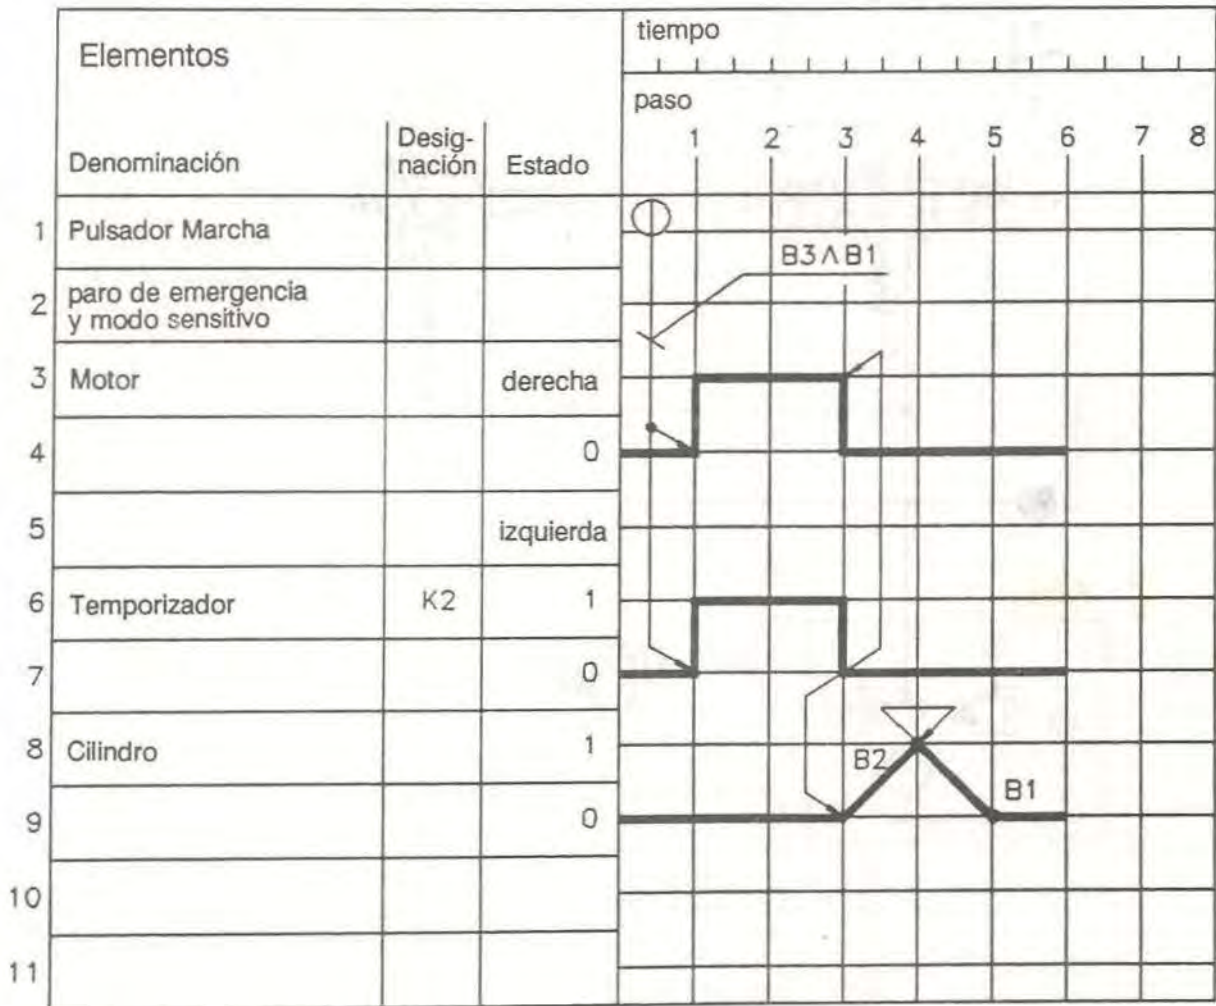 Elementos
tiempo
paso
1 2 3 4 5 6 7 8
Denominación
Desig-
nación
Estado
1 Pulsador Marcha
B3ΛB1
2 paro de emergencia
y modo sensitivo
3 Motor derecha
4 0
5 izquierda
6 Temporizador K2 1
7 0
8 Cilindro 1
B2
B1
9 0
10
11